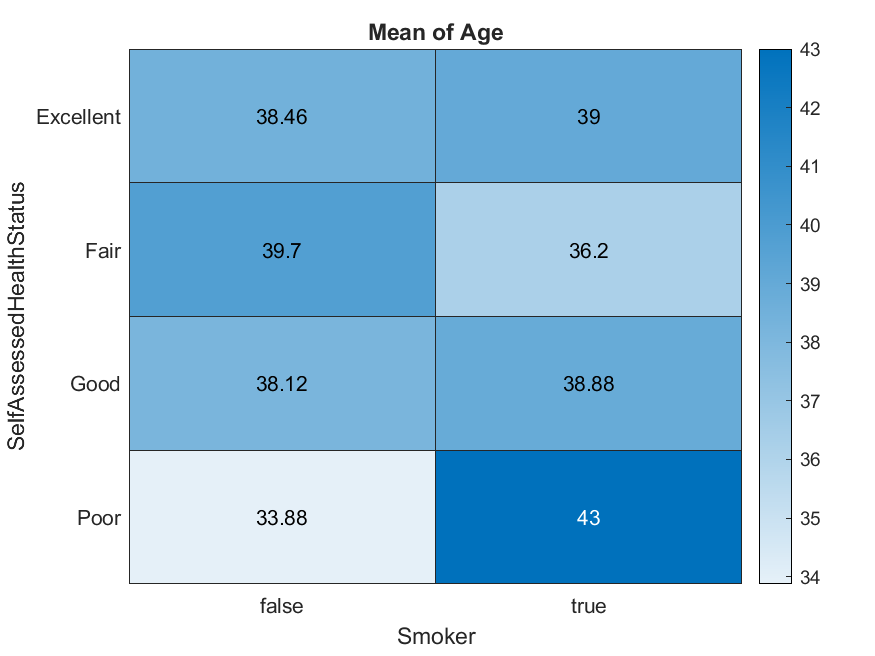 Mean of Age
SelfAssessedHealthStatus
Excellent 38.46 39
Fair 39.7 36.2
Good 38.12 38.88
Poor 33.88 43
false true
Smoker
43
42
41
40
39
38
37
36
35
34